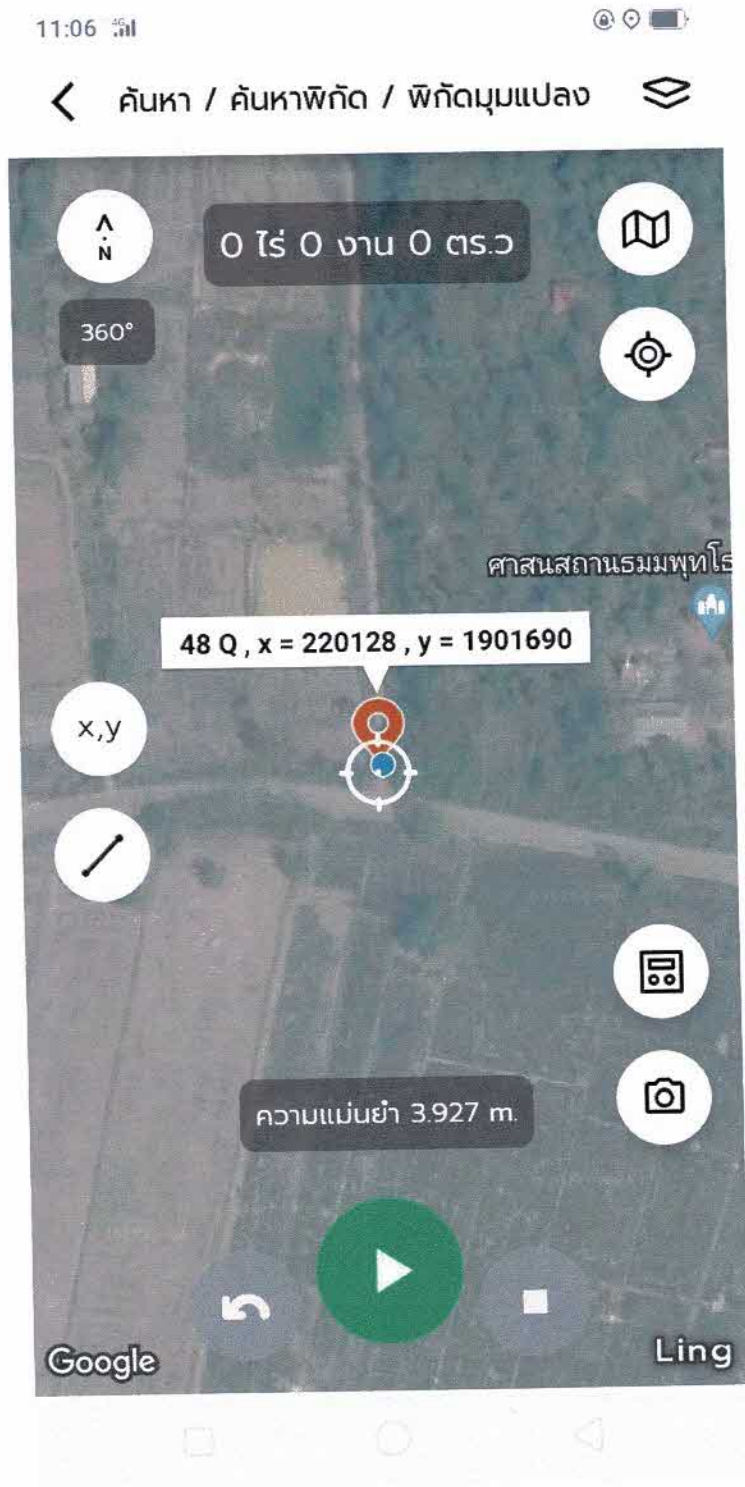 11:06 4G
ค้นหา / ค้นหาพิกัด / พิกัดมุมแปลง
N
0 ไร่ 0 งาน 0 ตร.ว
360°
ศาสนสถานธมมพุทโธ
48 Q , x = 220128 , y = 1901690
x,y
ความแม่นยำ 3.927 m.
Google
Ling